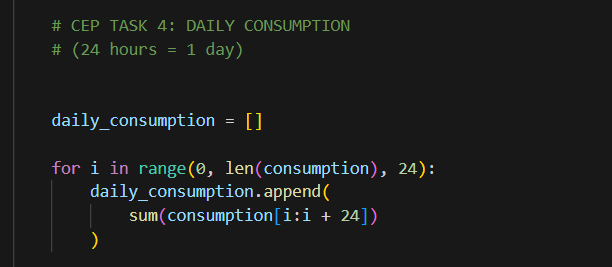 # CEP TASK 4: DAILY CONSUMPTION
# (24 hours = 1 day)
daily_consumption = []
for i in range(0, len(consumption), 24):
daily_consumption.append(
sum(consumption[i:i + 24])
)